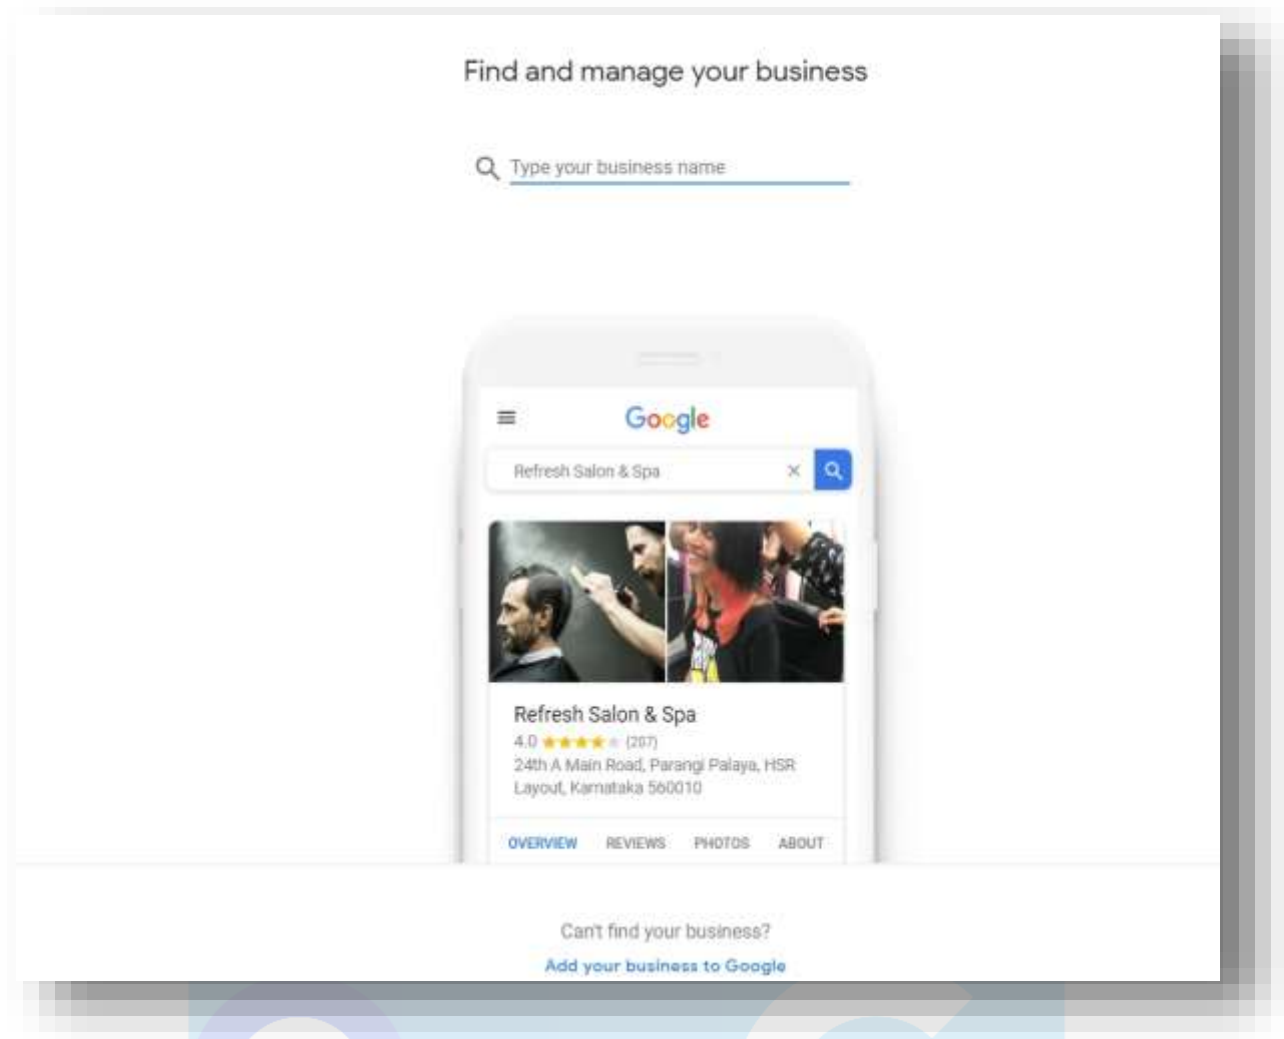 Find and manage your business
Type your business name
Google
Refresh Salon & Spa
Refresh Salon & Spa
4.0 (207)
24th A Main Road, Parangi Palaya, HSR
Layout, Karnataka 560010
OVERVIEW REVIEWS PHOTOS ABOUT
Can't find your business?
Add your business to Google